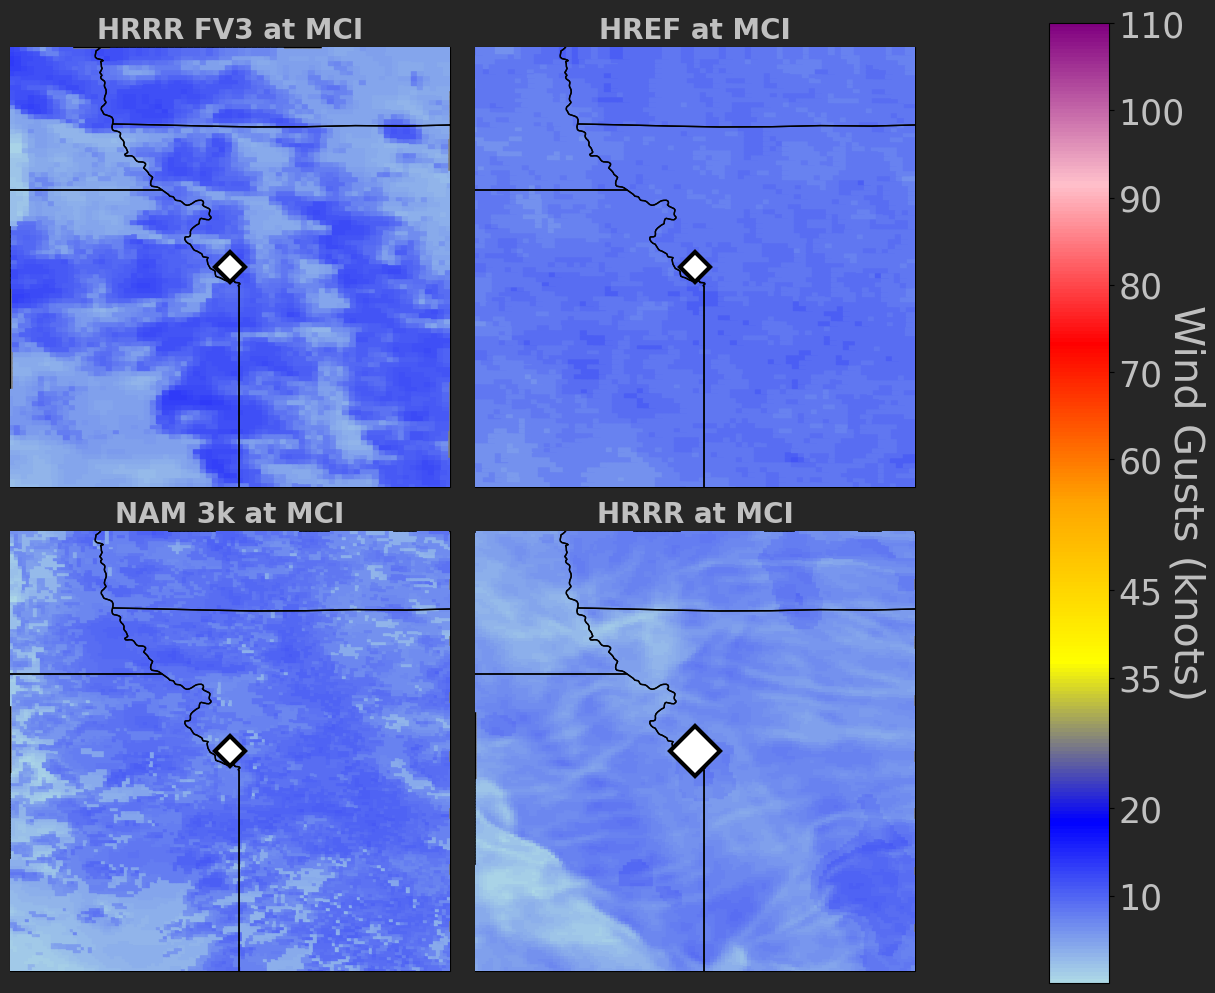 HRRR FV3 at MCI
HREF at MCI
NAM 3k at MCI
HRRR at MCI
110
100
90
80
70
60
45
35
20
10
Wind Gusts (knots)